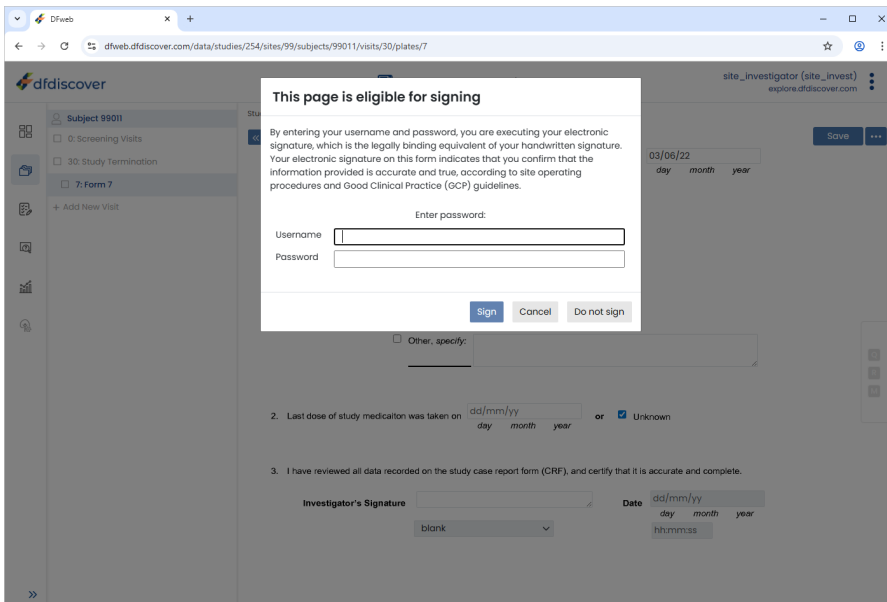 DFweb
dfweb.dfdiscover.com/data/studies/254/sites/99/subjects/99011/visits/30/plates/7
dfdiscover
site_investigator (site_invest)
explore.dfdiscover.com
Subject 99011
0: Screening Visits
30: Study Termination
7: Form 7
+ Add New Visit
Stu
Save
This page is eligible for signing
By entering your username and password, you are executing your electronic
signature, which is the legally binding equivalent of your handwritten signature.
Your electronic signature on this form indicates that you confirm that the
information provided is accurate and true, according to site operating
procedures and Good Clinical Practice (GCP) guidelines.
Enter password:
Username
Password
Sign Cancel Do not sign
03/06/22
day month year
Other, specify:
2. Last dose of study medicaiton was taken on dd/mm/yy or Unknown
day month year
3. I have reviewed all data recorded on the study case report form (CRF), and certify that it is accurate and complete.
Investigator's Signature Date dd/mm/yy
day month year
blank hh:mm:ss